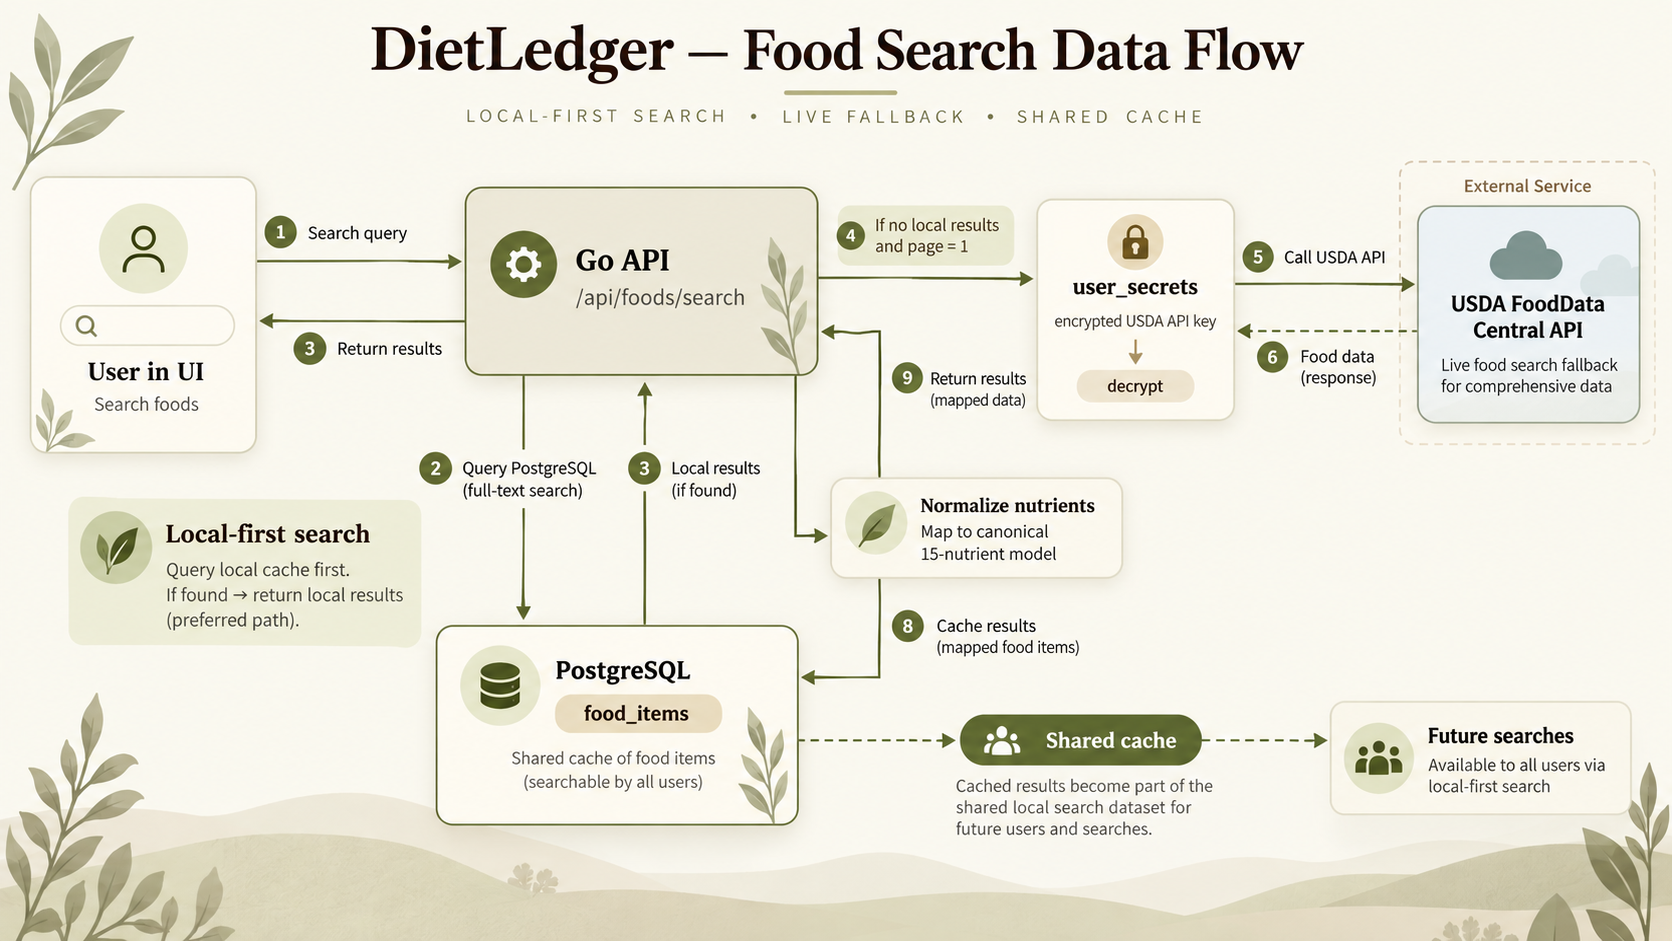 DietLedger — Food Search Data Flow
LOCAL-FIRST SEARCH • LIVE FALLBACK • SHARED CACHE
User in UI
Search foods
1 Search query
3 Return results
Go API
/api/foods/search
4 If no local results
and page = 1
user_secrets
encrypted USDA API key
decrypt
5 Call USDA API
6 Food data
(response)
External Service
USDA FoodData
Central API
Live food search fallback
for comprehensive data
2 Query PostgreSQL
(full-text search)
3 Local results
(if found)
9 Return results
(mapped data)
Normalize nutrients
Map to canonical
15-nutrient model
Local-first search
Query local cache first.
If found → return local results
(preferred path).
8 Cache results
(mapped food items)
PostgreSQL
food_items
Shared cache of food items
(searchable by all users)
Shared cache
Cached results become part of the
shared local search dataset for
future users and searches.
Future searches
Available to all users via
local-first search